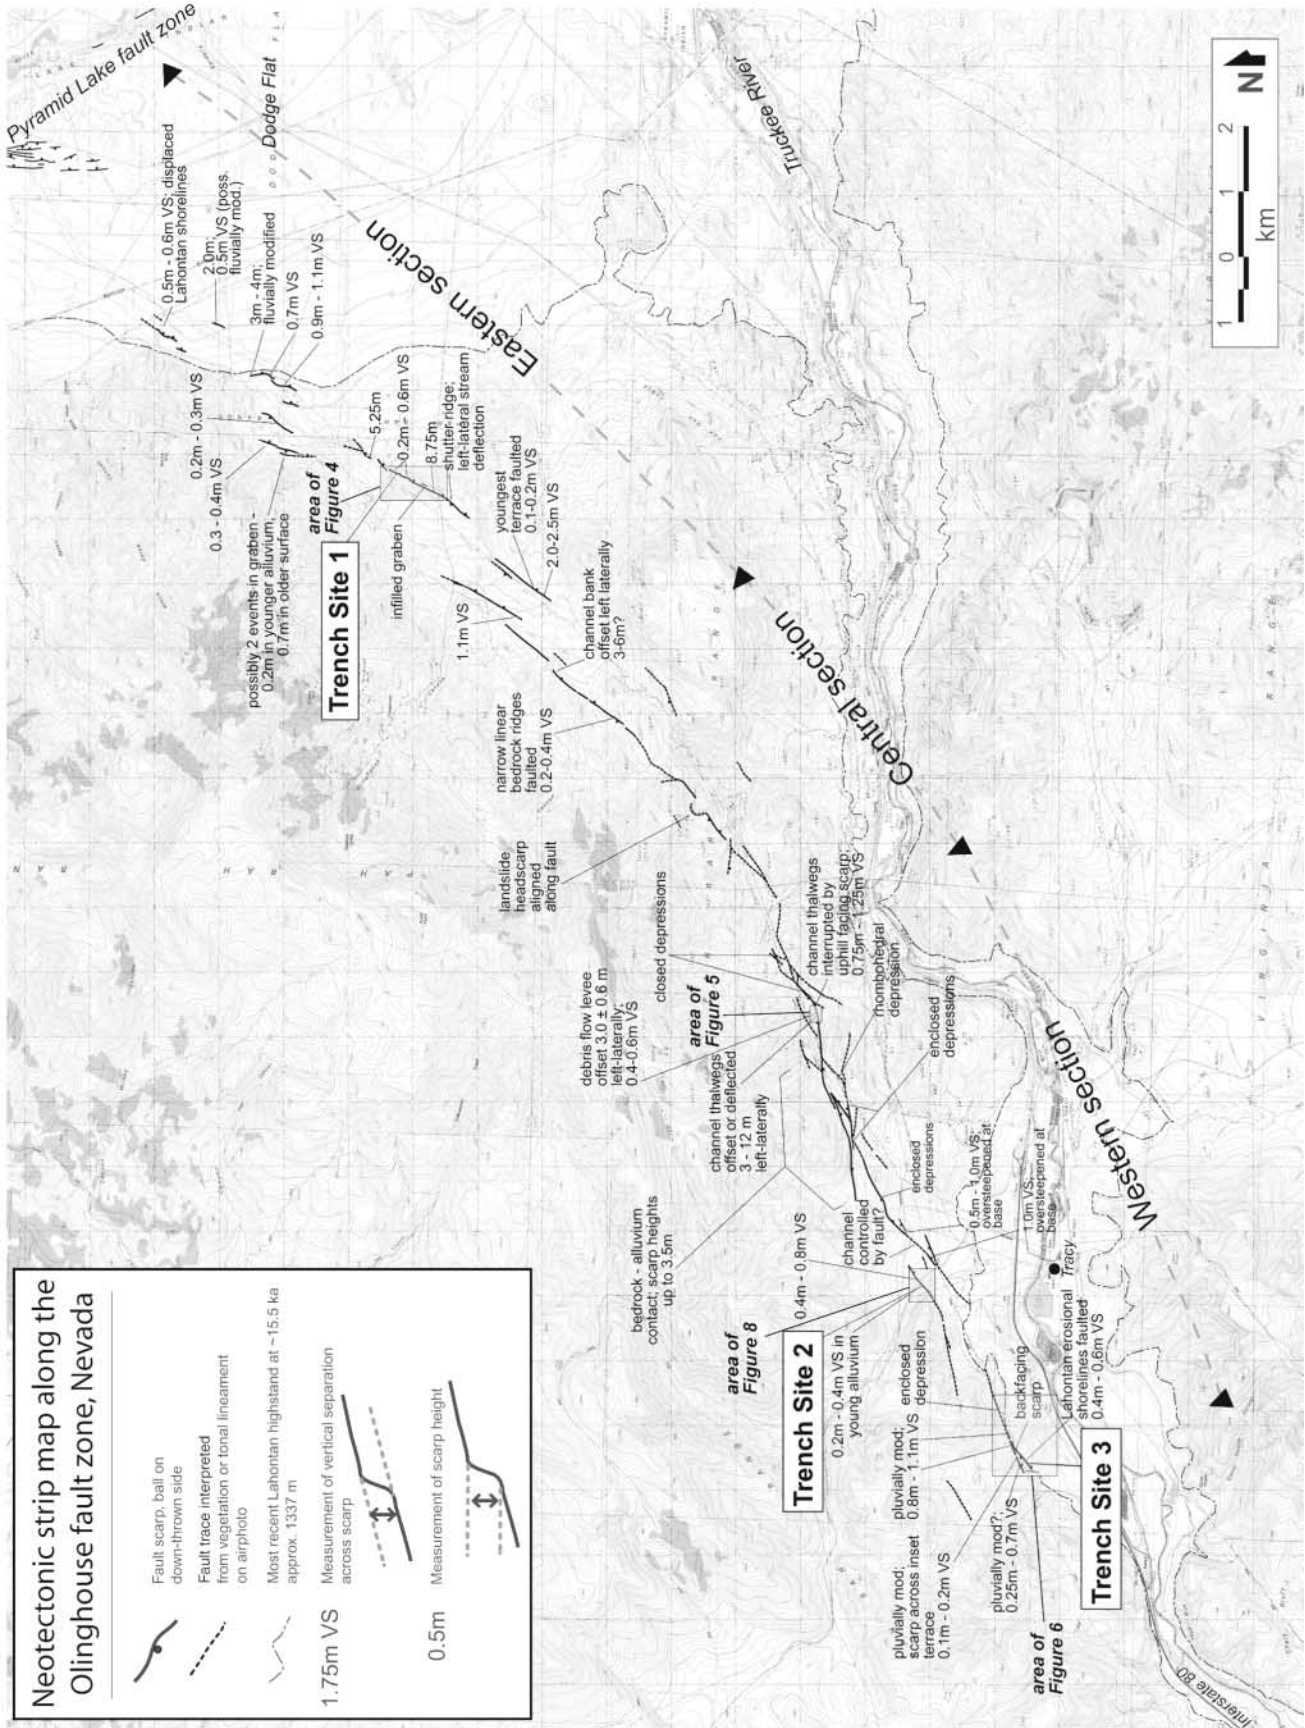 Neotectonic strip map along the
Olinghouse fault zone, Nevada
Fault scarp, ball on
down-thrown side
Fault trace interpreted
from vegetation or tonal lineament
on airphoto
Most recent Lahontan highstand at ~15.5 ka
approx. 1337 m
1.75m VS
Measurement of vertical separation
across scarp
0.5m
Measurement of scarp height
Pyramid Lake fault zone
Dodge Flat
0.5m - 0.6m VS; displaced
Lahontan shorelines
2.0m;
0.5m VS (poss.
fluvially mod.)
3m - 4m;
fluvially modified
0.7m VS
0.9m - 1.1m VS
0.2m - 0.3m VS
0.3 - 0.4m VS
possibly 2 events in graben -
0.2m in younger alluvium,
0.7m in older surface
area of
Figure 4
Trench Site 1
5.25m
0.2m - 0.6m VS
8.75m
shutter ridge;
left-lateral stream
deflection
infilled graben
youngest
terrace faulted
0.1-0.2m VS
2.0-2.5m VS
1.1m VS
channel bank
offset left laterally
3-6m?
narrow linear
bedrock ridges
faulted
0.2-0.4m VS
landslide
headscarp
aligned
along fault
Eastern section
Central section
Western section
Truckee River
closed depressions
debris flow levee
offset 3.0 ± 0.6 m
left-laterally;
0.4-0.6m VS
area of
Figure 5
channel thalwegs
interrupted by
uphill facing scarp;
0.75m - 1.25m VS
rhombohedral
depression
enclosed
depressions
channel thalwegs
offset or deflected
3 - 12 m
left-laterally
bedrock - alluvium
contact; scarp heights
up to 3.5m
channel
controlled
by fault?
enclosed
depressions
0.5m - 1.0m VS;
oversteepened at
base
1.0m VS;
oversteepened at
base
Tracy
0.4m - 0.8m VS
area of
Figure 8
Trench Site 2
0.2m - 0.4m VS in
young alluvium
enclosed
depression
backfacing
scarp
Lahontan erosional
shorelines faulted
0.4m - 0.6m VS
pluvially mod;
0.8m - 1.1m VS
pluvially mod;
scarp across inset
terrace
0.1m - 0.2m VS
pluvially mod?;
0.25m - 0.7m VS
Trench Site 3
area of
Figure 6
Interstate 80
VIRGINIA
RANGE
N
1 0 1 2
km